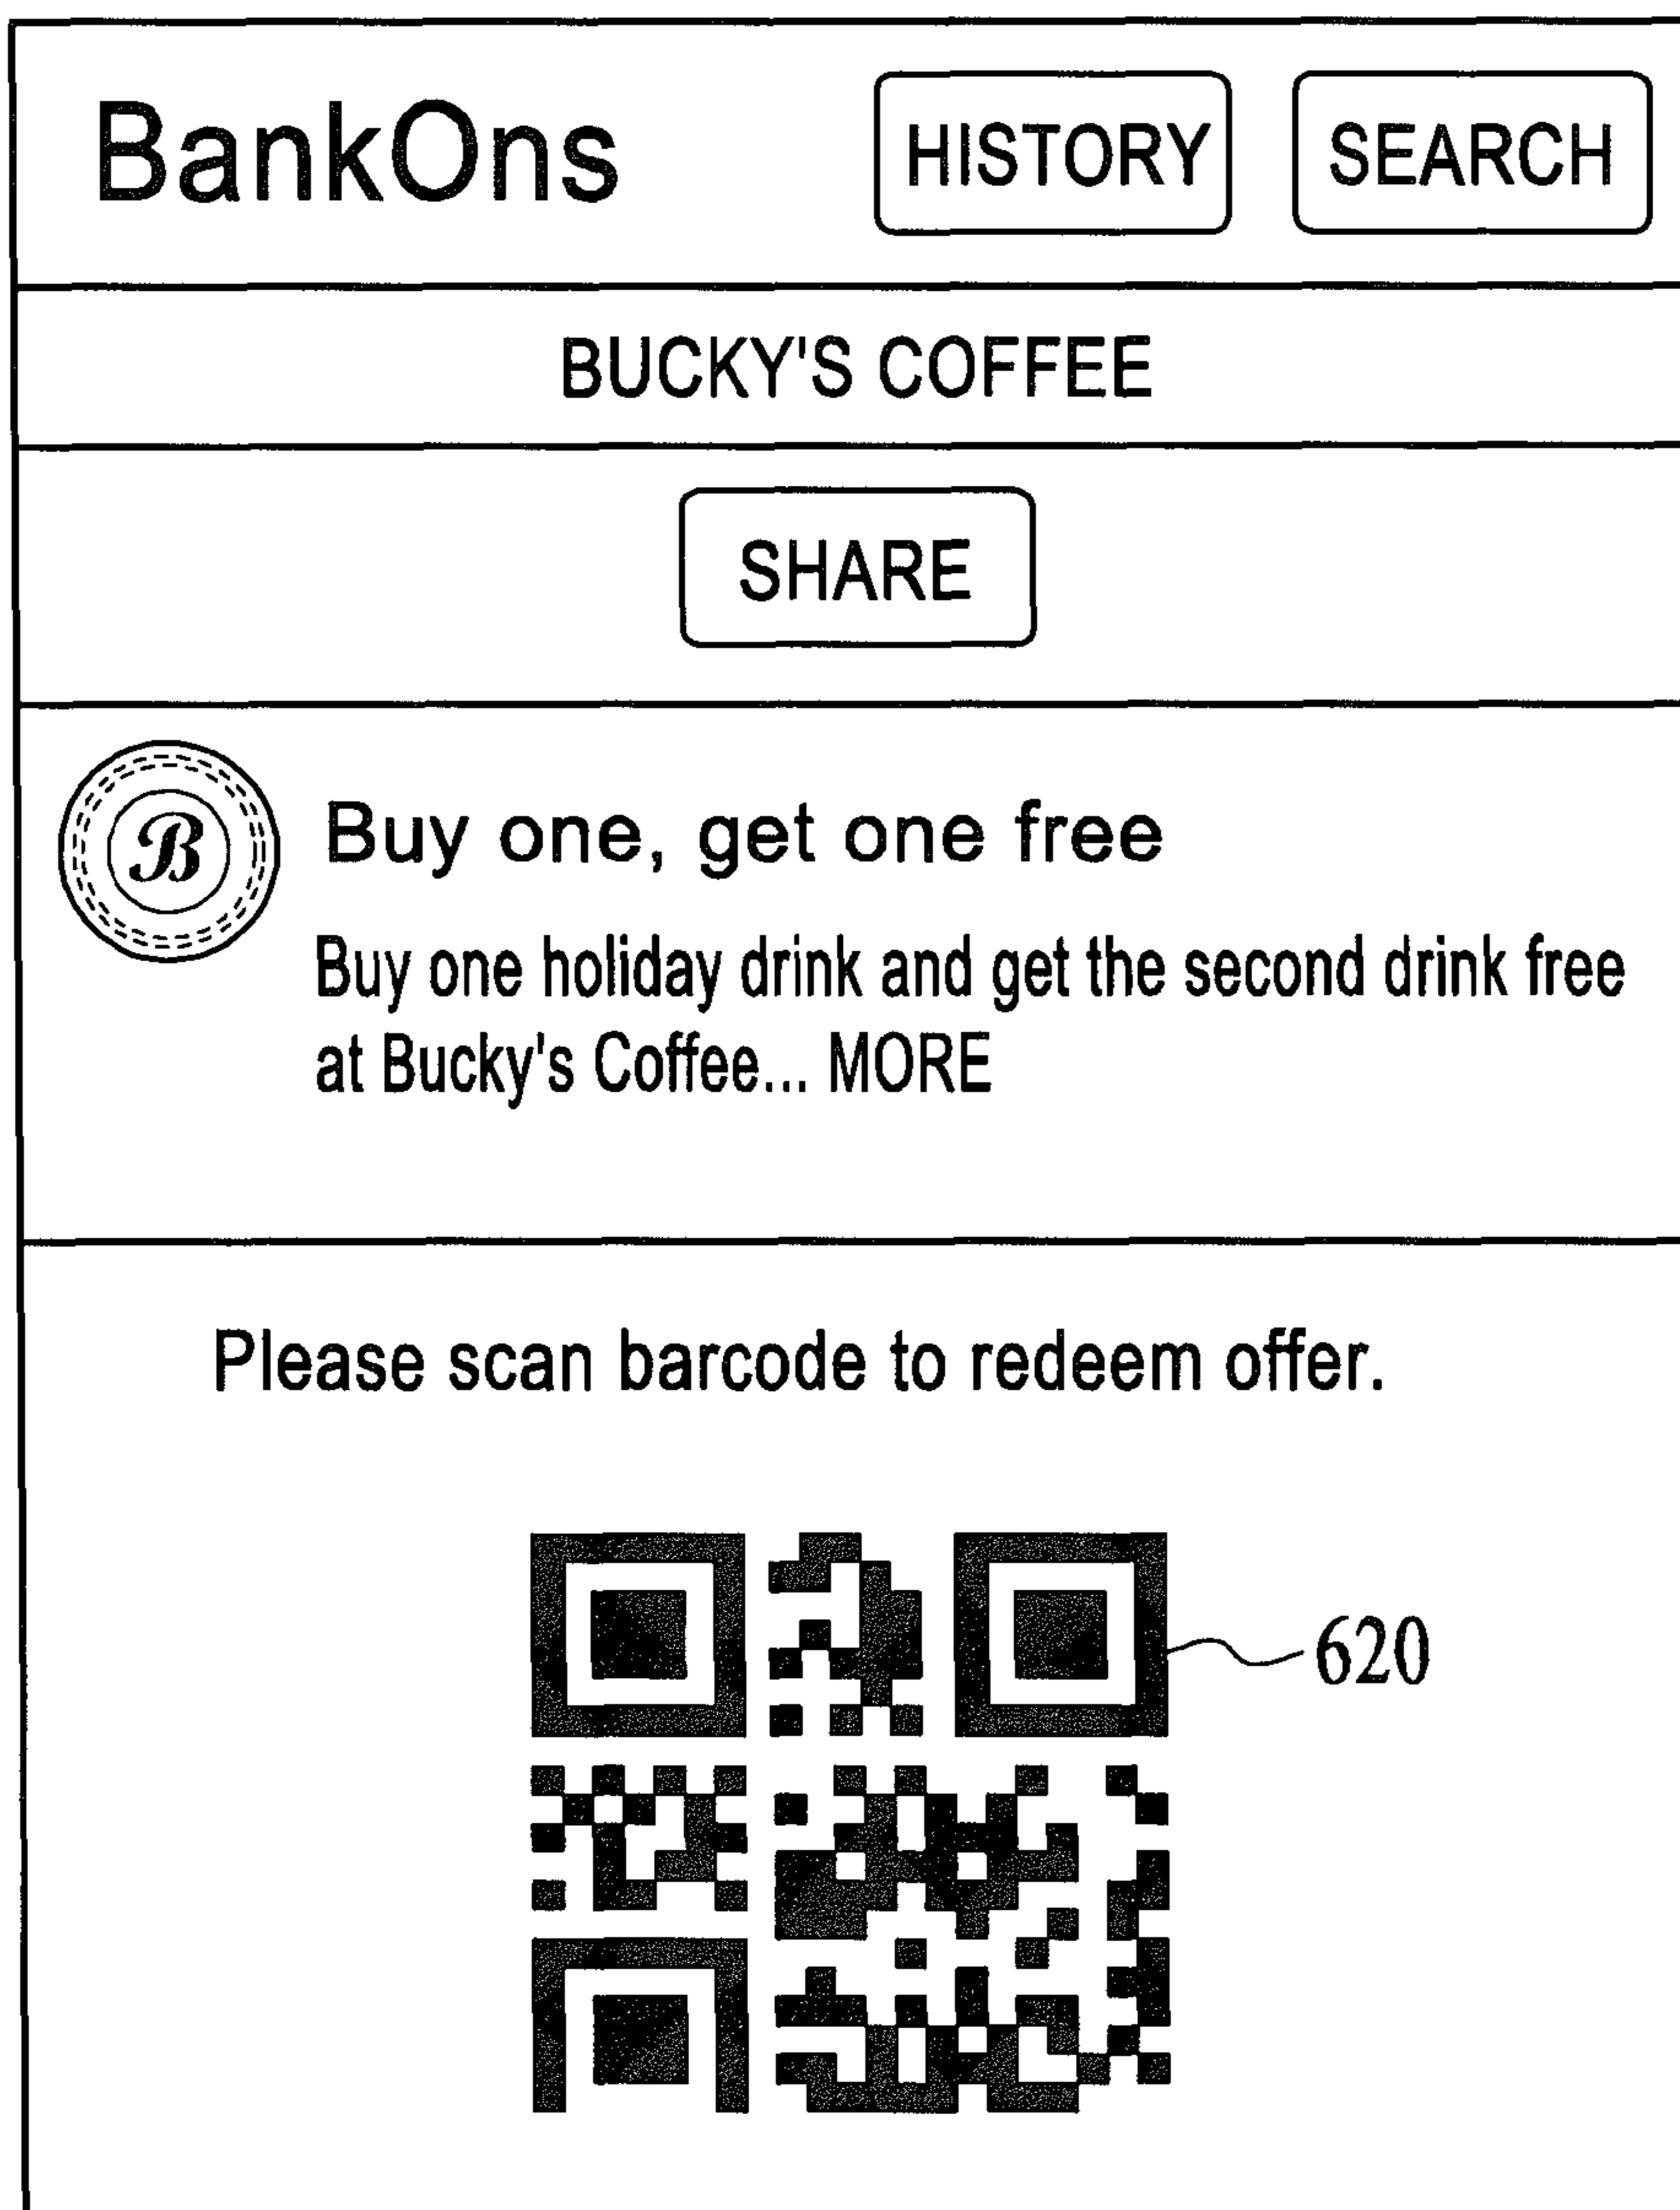 BankOns
HISTORY
SEARCH
BUCKY'S COFFEE
SHARE
B
Buy one, get one free
Buy one holiday drink and get the second drink free
at Bucky's Coffee... MORE
Please scan barcode to redeem offer.
620